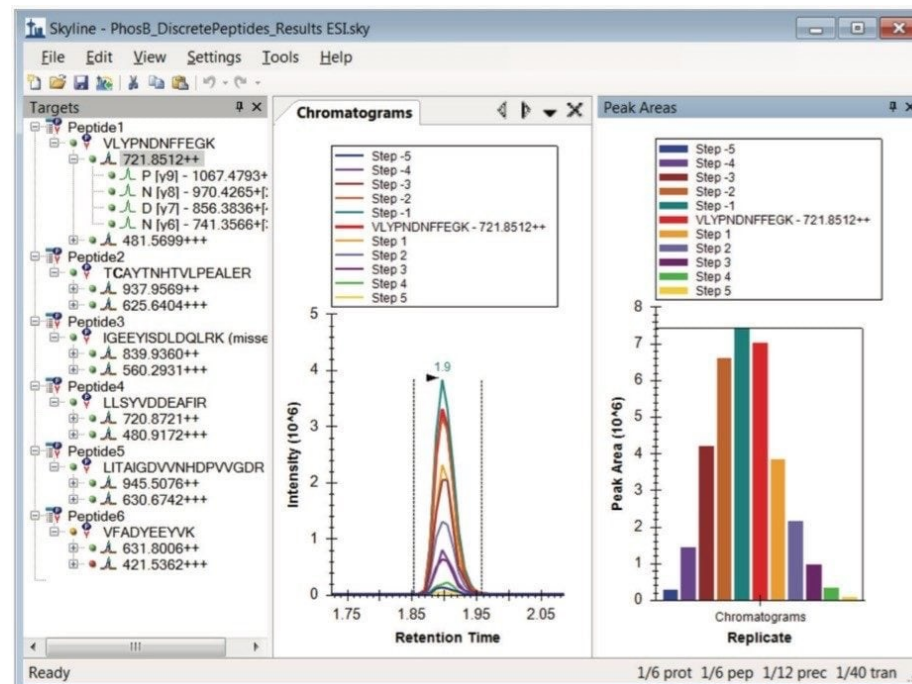 Skyline - PhosB_DiscretePeptides_Results ESI.sky
File Edit View Settings Tools Help
Targets
Peptide1
VLYPNDNFFEGK
721.8512++
P [y9] - 1067.4793+
N [y8] - 970.4265+[
D [y7] - 856.3836+[
N [y6] - 741.3566+[
481.5699+++
Peptide2
TCAYTNHTVLPEALER
937.9569++
625.6404+++
Peptide3
IGEEYISDLDQLRK (misse
839.9360++
560.2931+++
Peptide4
LLSYVDDEAFIR
720.8721++
480.9172+++
Peptide5
LITAIGDVVNHDPVVGDR
945.5076++
630.6742+++
Peptide6
VFADYEEYVK
631.8006++
421.5362+++
Chromatograms
Step -5
Step -4
Step -3
Step -2
Step -1
VLYPNDNFFEGK - 721.8512++
Step 1
Step 2
Step 3
Step 4
Step 5
5
4
3
2
1
0
Intensity (10^6)
1.9
1.75 1.85 1.95 2.05
Retention Time
Peak Areas
Step -5
Step -4
Step -3
Step -2
Step -1
VLYPNDNFFEGK - 721.8512++
Step 1
Step 2
Step 3
Step 4
Step 5
8
7
6
5
4
3
2
1
0
Peak Area (10^6)
Chromatograms
Replicate
Ready
1/6 prot 1/6 pep 1/12 prec 1/40 tran